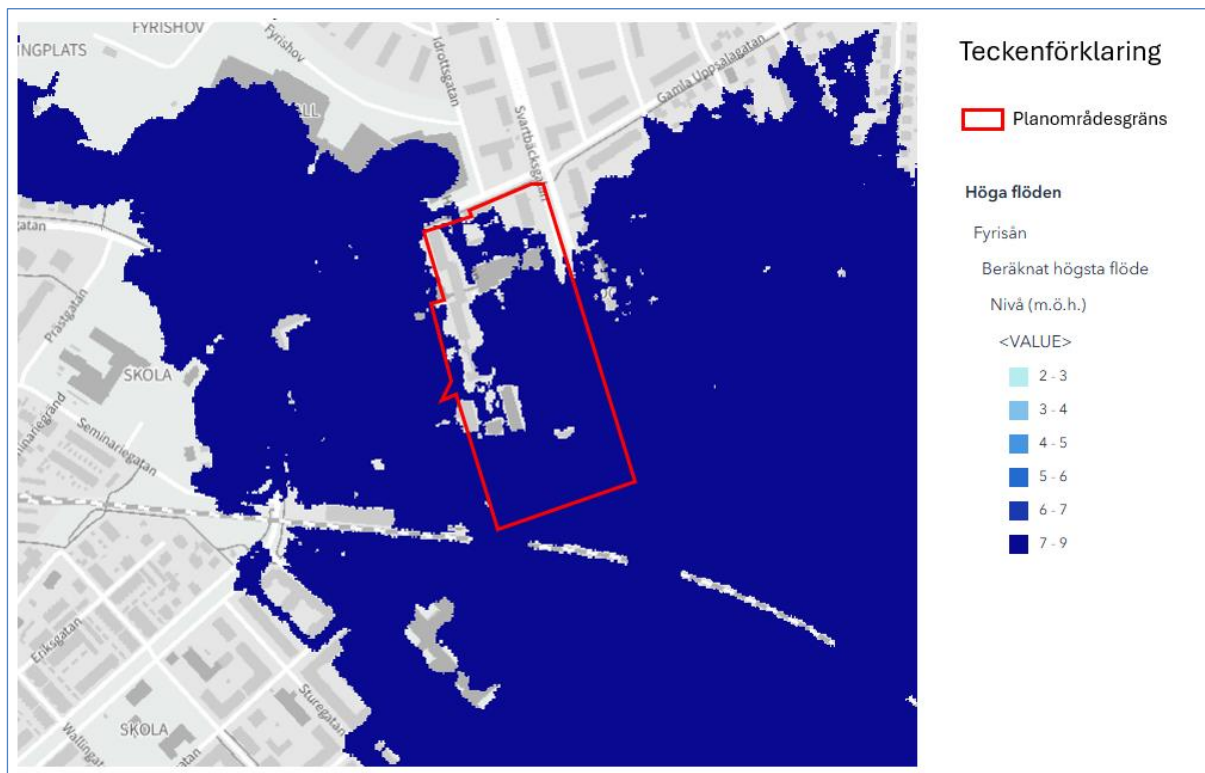 FYRISHOV
INGPLATS
Fyrishov
Idrottsgatan
Svartbäcksgatan
Gamla Uppsalagatan
Prästgatan
SKOLA
Seminariegatan
Eriksgatan
Sturegatan
SKOLA
Wallingatan
Teckenförklaring
Planområdesgräns
Höga flöden
Fyrisån
Beräknat högsta flöde
Nivå (m.ö.h.)
<VALUE>
2 - 3
3 - 4
4 - 5
5 - 6
6 - 7
7 - 9